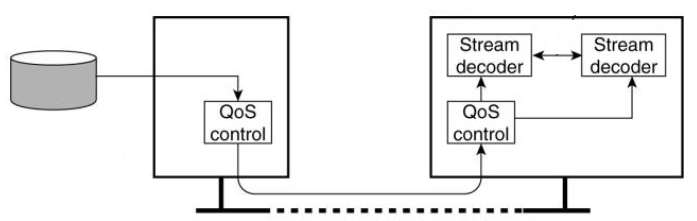 Stream
decoder
Stream
decoder
QoS
control
QoS
control